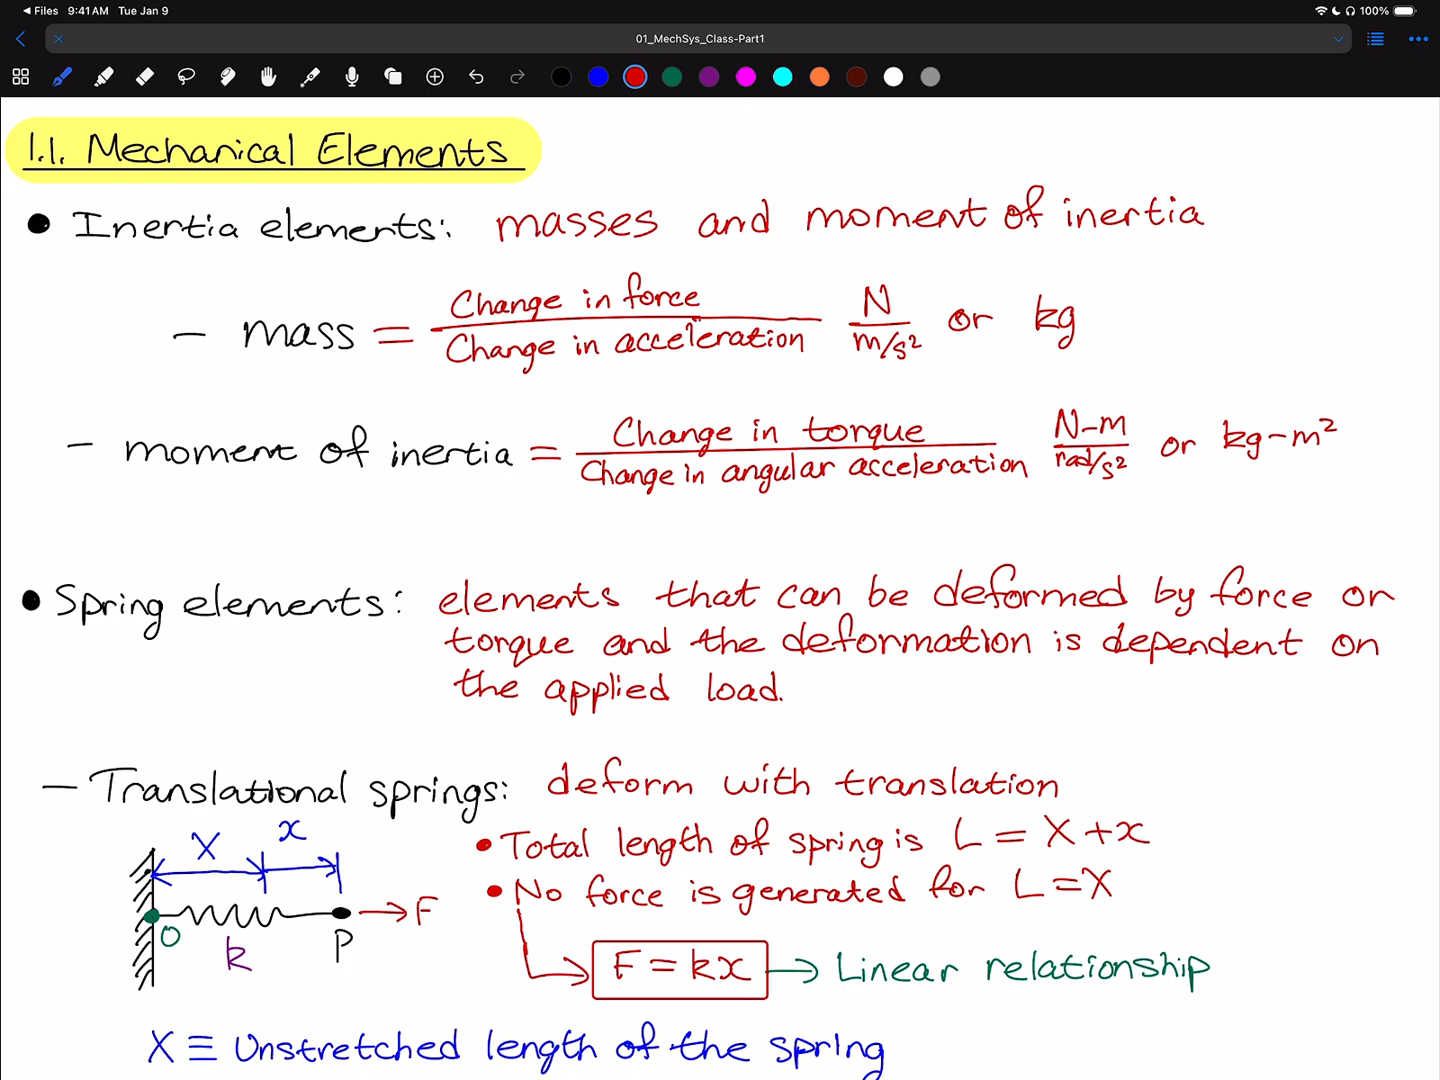 Files 9:41 AM Tue Jan 9 100%
01_MechSys_Class-Part1
1.1. Mechanical Elements
• Inertia elements: masses and moment of inertia
- mass = Change in force / Change in acceleration N / m/s² or kg
- moment of inertia = Change in torque / Change in angular acceleration N-m / rad/s² or kg-m²
• Spring elements: elements that can be deformed by force or
torque and the deformation is dependent on
the applied load.
- Translational springs: deform with translation
X x
• Total length of spring is L = X + x
• No force is generated for L = X
O k P → F
F = kx → Linear relationship
X ≡ Unstretched length of the spring